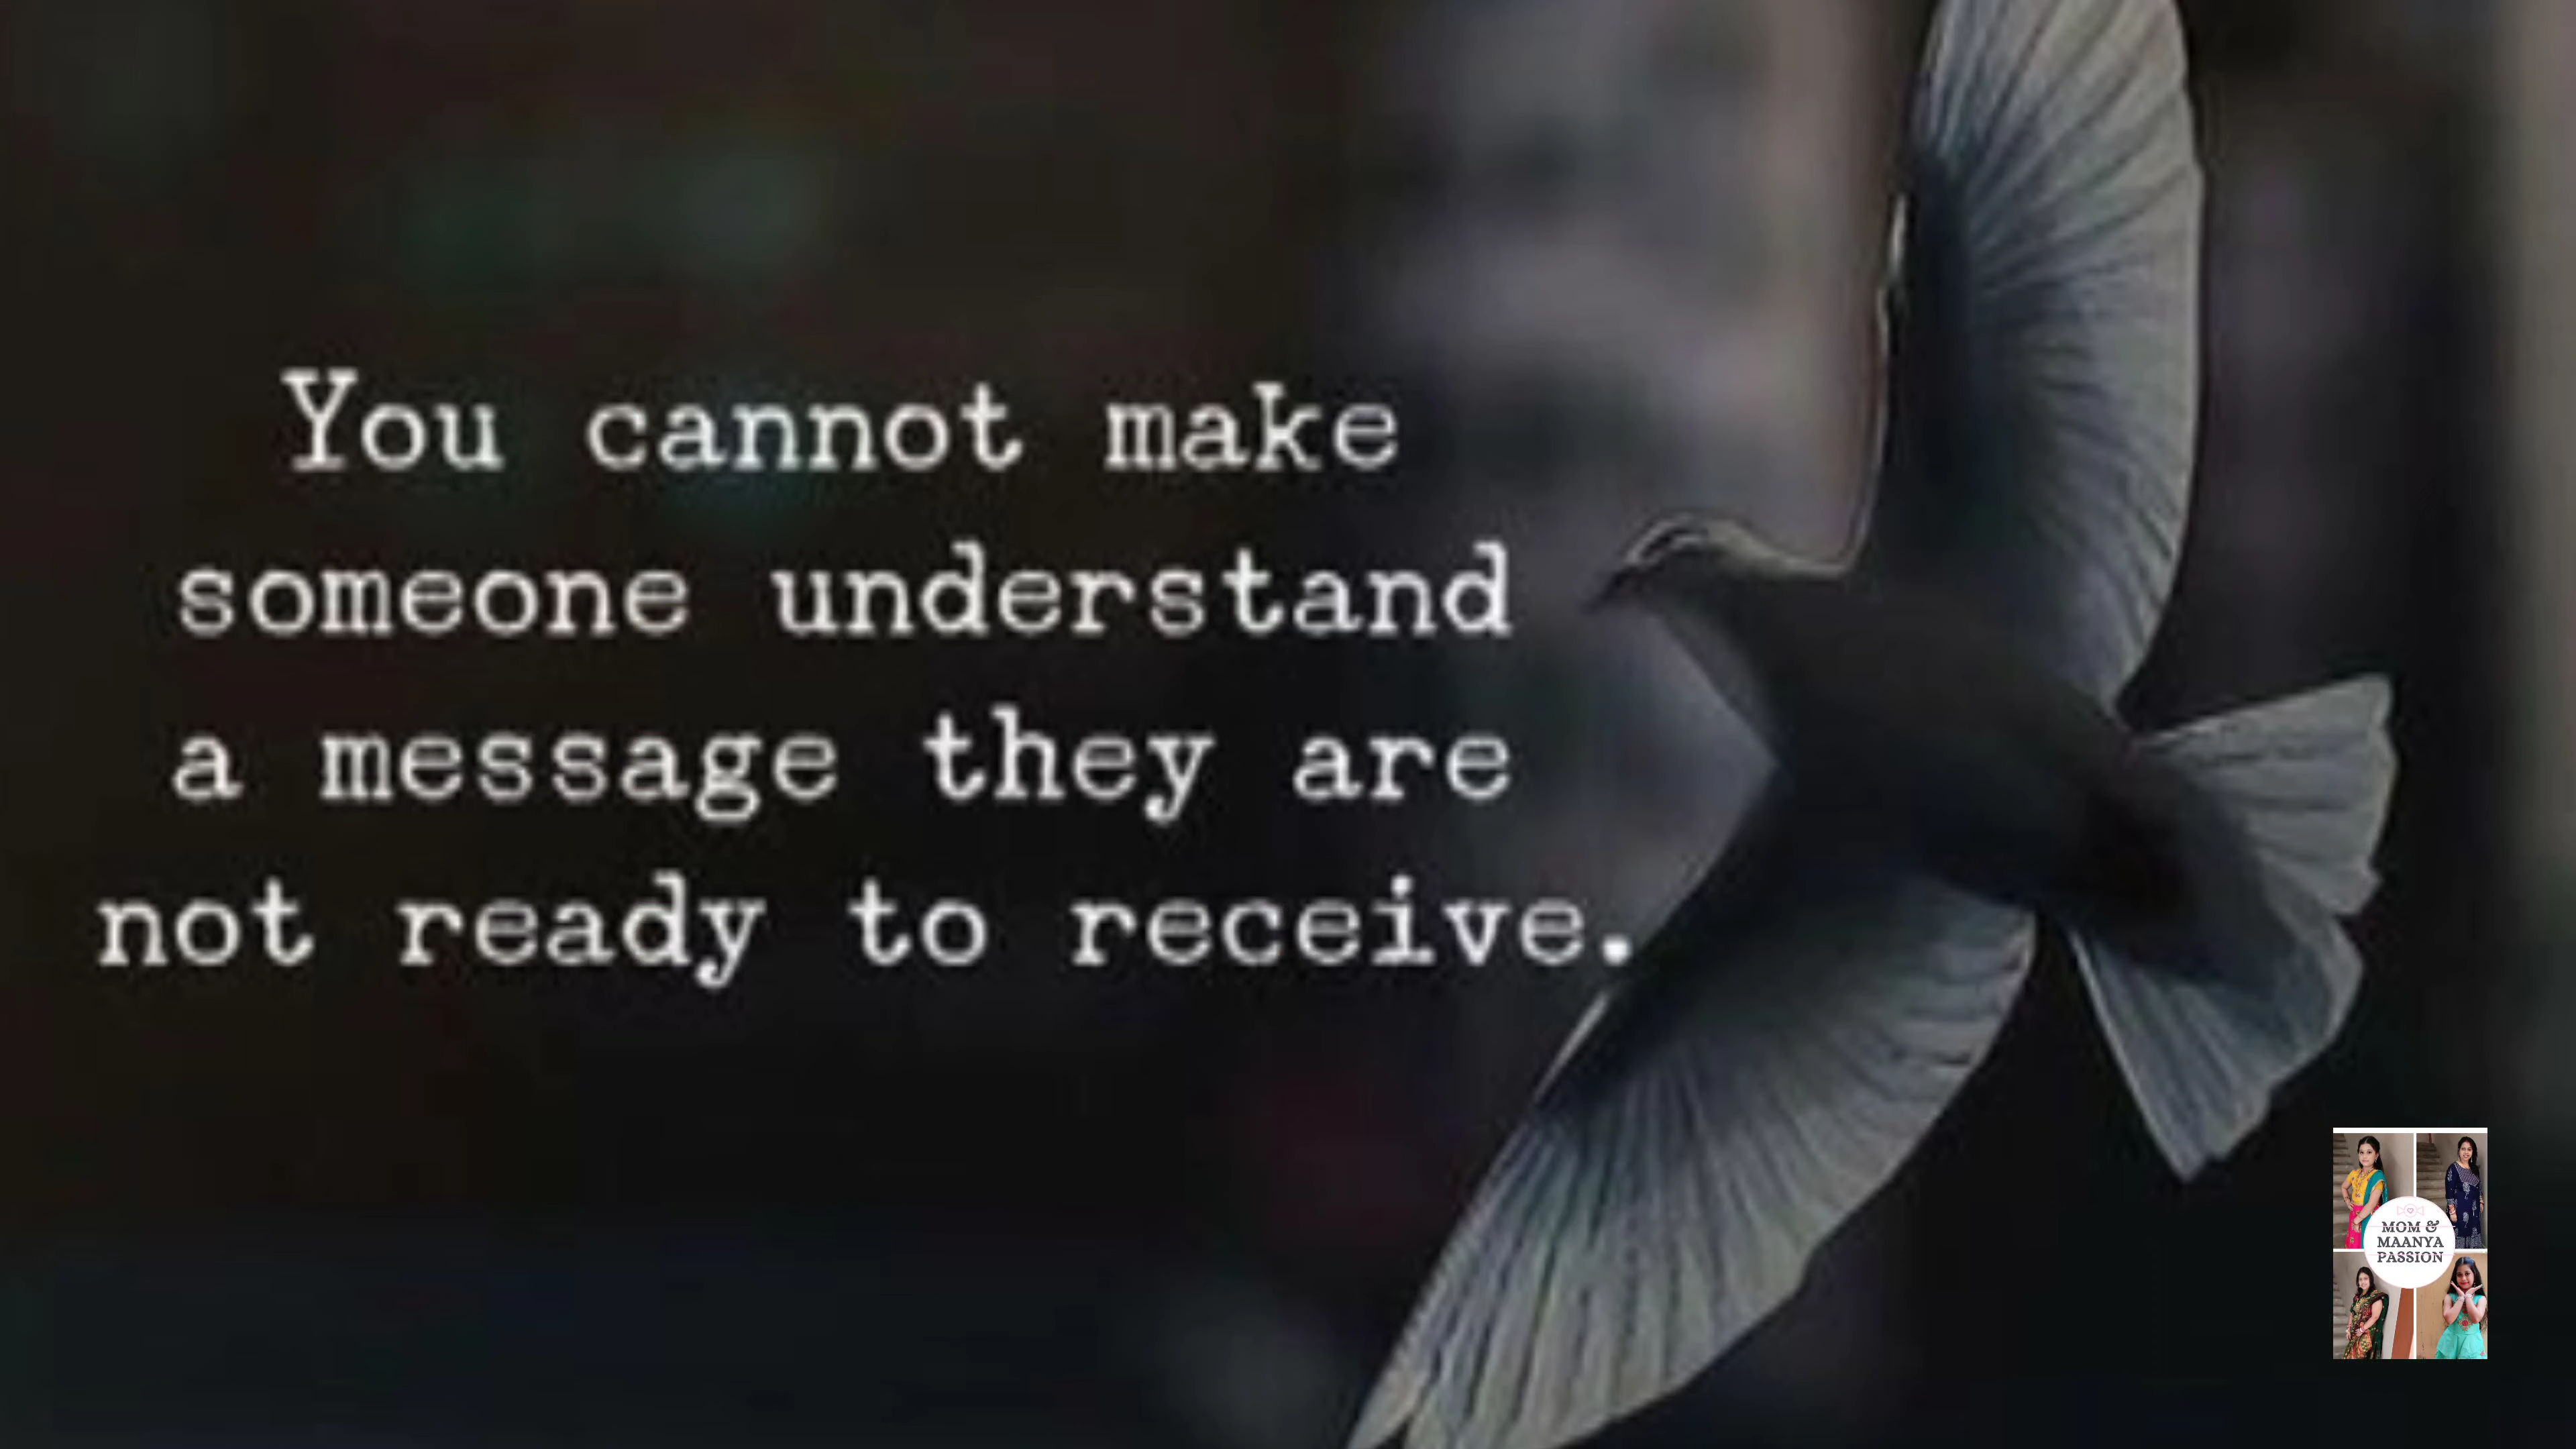 You cannot make
someone understand
a message they are
not ready to receive.
MOM &
MAANYA
PASSION